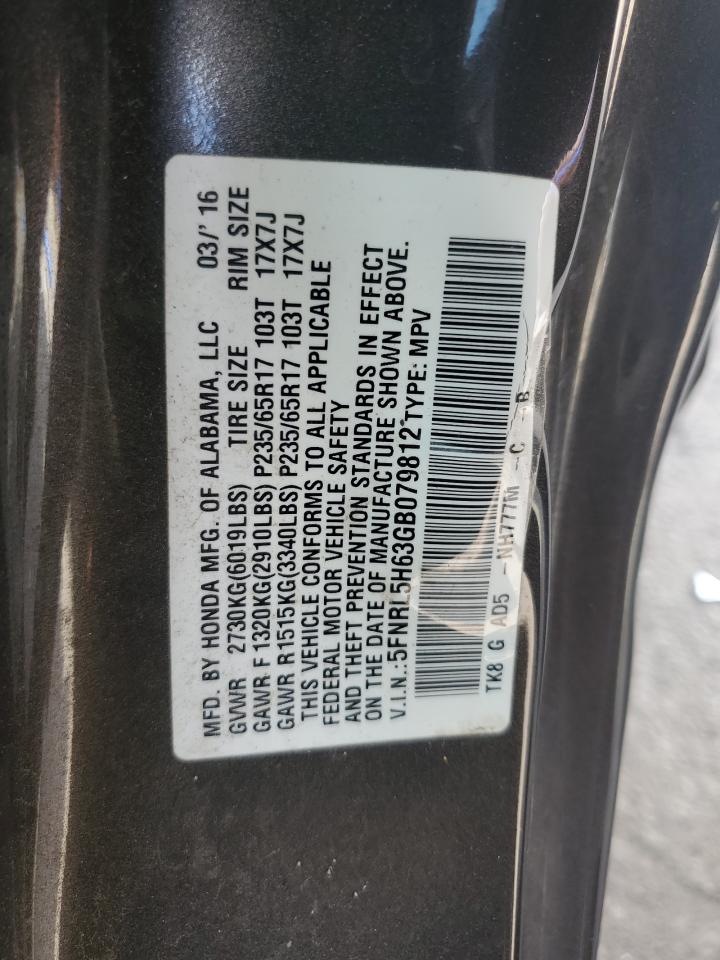 MFD. BY HONDA MFG. OF ALABAMA, LLC 03/' 16
GVWR 2730KG(6019LBS) TIRE SIZE RIM SIZE
GAWR F 1320KG(2910LBS) P235/65R17 103T 17X7J
GAWR R 1515KG(3340LBS) P235/65R17 103T 17X7J
THIS VEHICLE CONFORMS TO ALL APPLICABLE
FEDERAL MOTOR VEHICLE SAFETY
AND THEFT PREVENTION STANDARDS IN EFFECT
ON THE DATE OF MANUFACTURE SHOWN ABOVE.
V.I.N.:5FNRL5H63GB079812 TYPE: MPV
TK8 G AD5 -NH777M -C -B